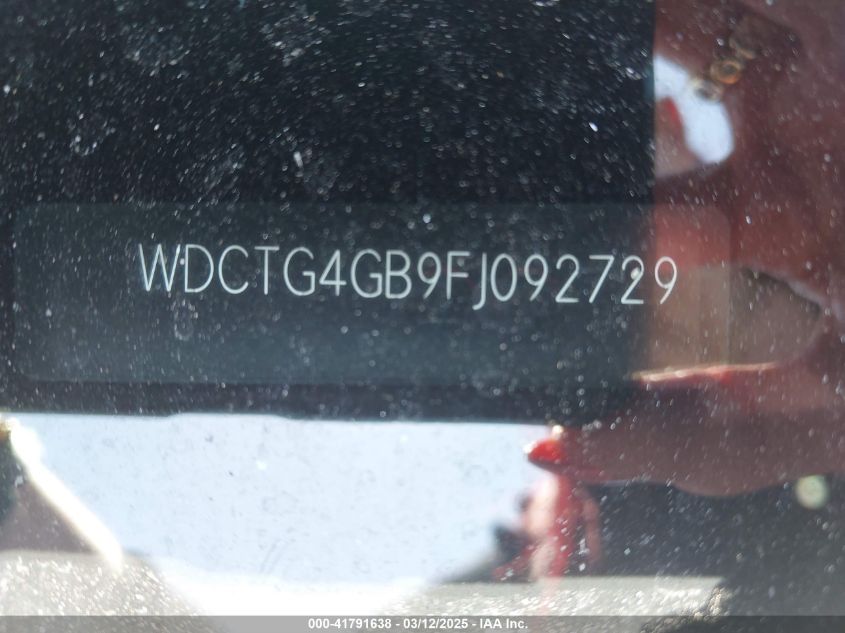 WDCTG4GB9FJ092729
000-41791638 - 03/12/2025 - IAA Inc.